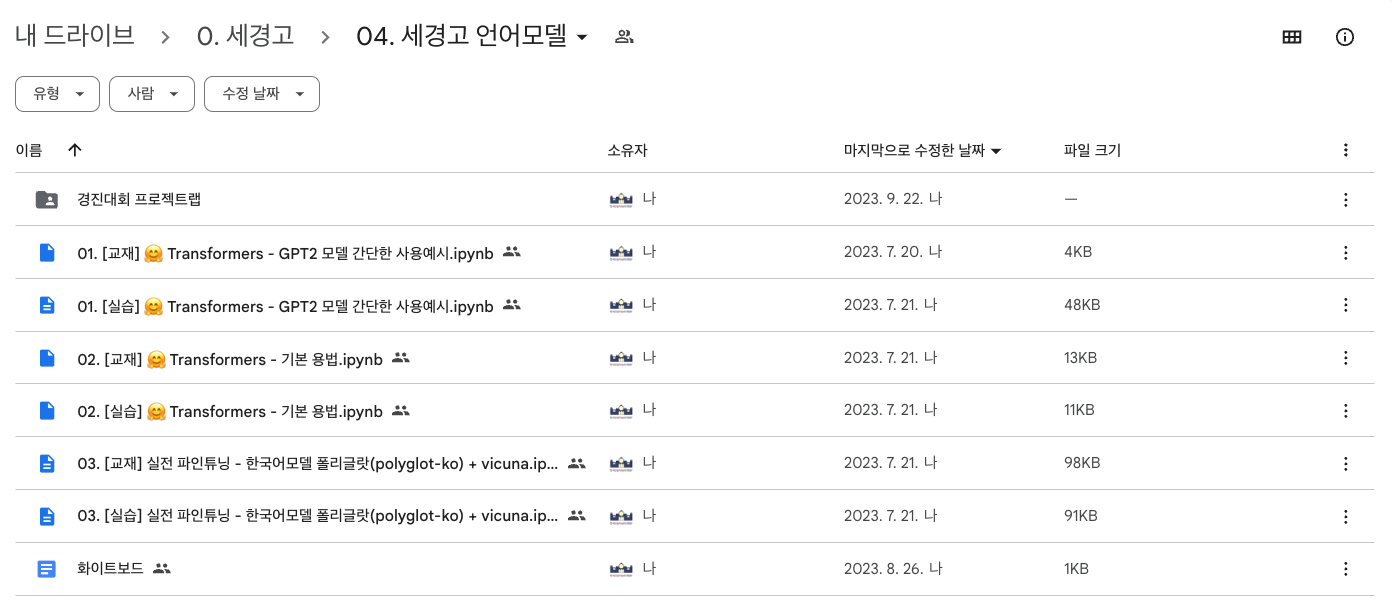 내 드라이브 > 0. 세경고 > 04. 세경고 언어모델
유형 사람 수정 날짜
이름 소유자 마지막으로 수정한 날짜 파일 크기
경진대회 프로젝트랩 나 2023. 9. 22. 나 —
01. [교재] 🤗 Transformers - GPT2 모델 간단한 사용예시.ipynb 나 2023. 7. 20. 나 4KB
01. [실습] 🤗 Transformers - GPT2 모델 간단한 사용예시.ipynb 나 2023. 7. 21. 나 48KB
02. [교재] 🤗 Transformers - 기본 용법.ipynb 나 2023. 7. 21. 나 13KB
02. [실습] 🤗 Transformers - 기본 용법.ipynb 나 2023. 7. 21. 나 11KB
03. [교재] 실전 파인튜닝 - 한국어모델 폴리글랏(polyglot-ko) + vicuna.ip... 나 2023. 7. 21. 나 98KB
03. [실습] 실전 파인튜닝 - 한국어모델 폴리글랏(polyglot-ko) + vicuna.ip... 나 2023. 7. 21. 나 91KB
화이트보드 나 2023. 8. 26. 나 1KB